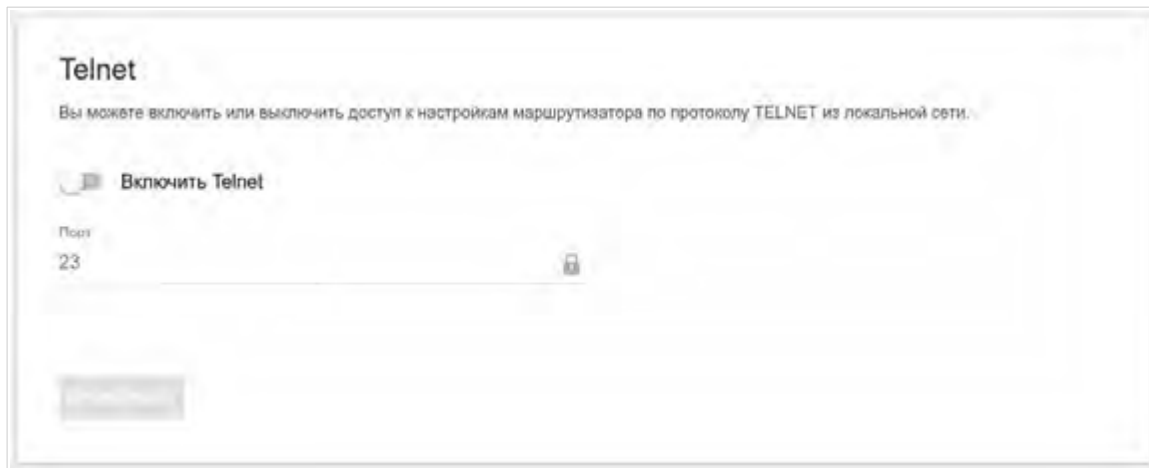 Telnet
Вы можете включить или выключить доступ к настройкам маршрутизатора по протоколу TELNET из локальной сети.
Включить Telnet
Порт
23